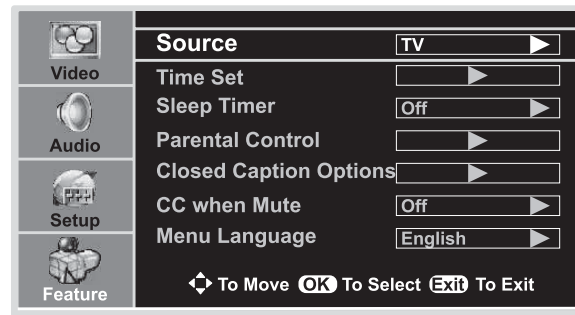 Video
Audio
Setup
Feature
Source TV
Time Set
Sleep Timer Off
Parental Control
Closed Caption Options
CC when Mute Off
Menu Language English
To Move OK To Select Exit To Exit